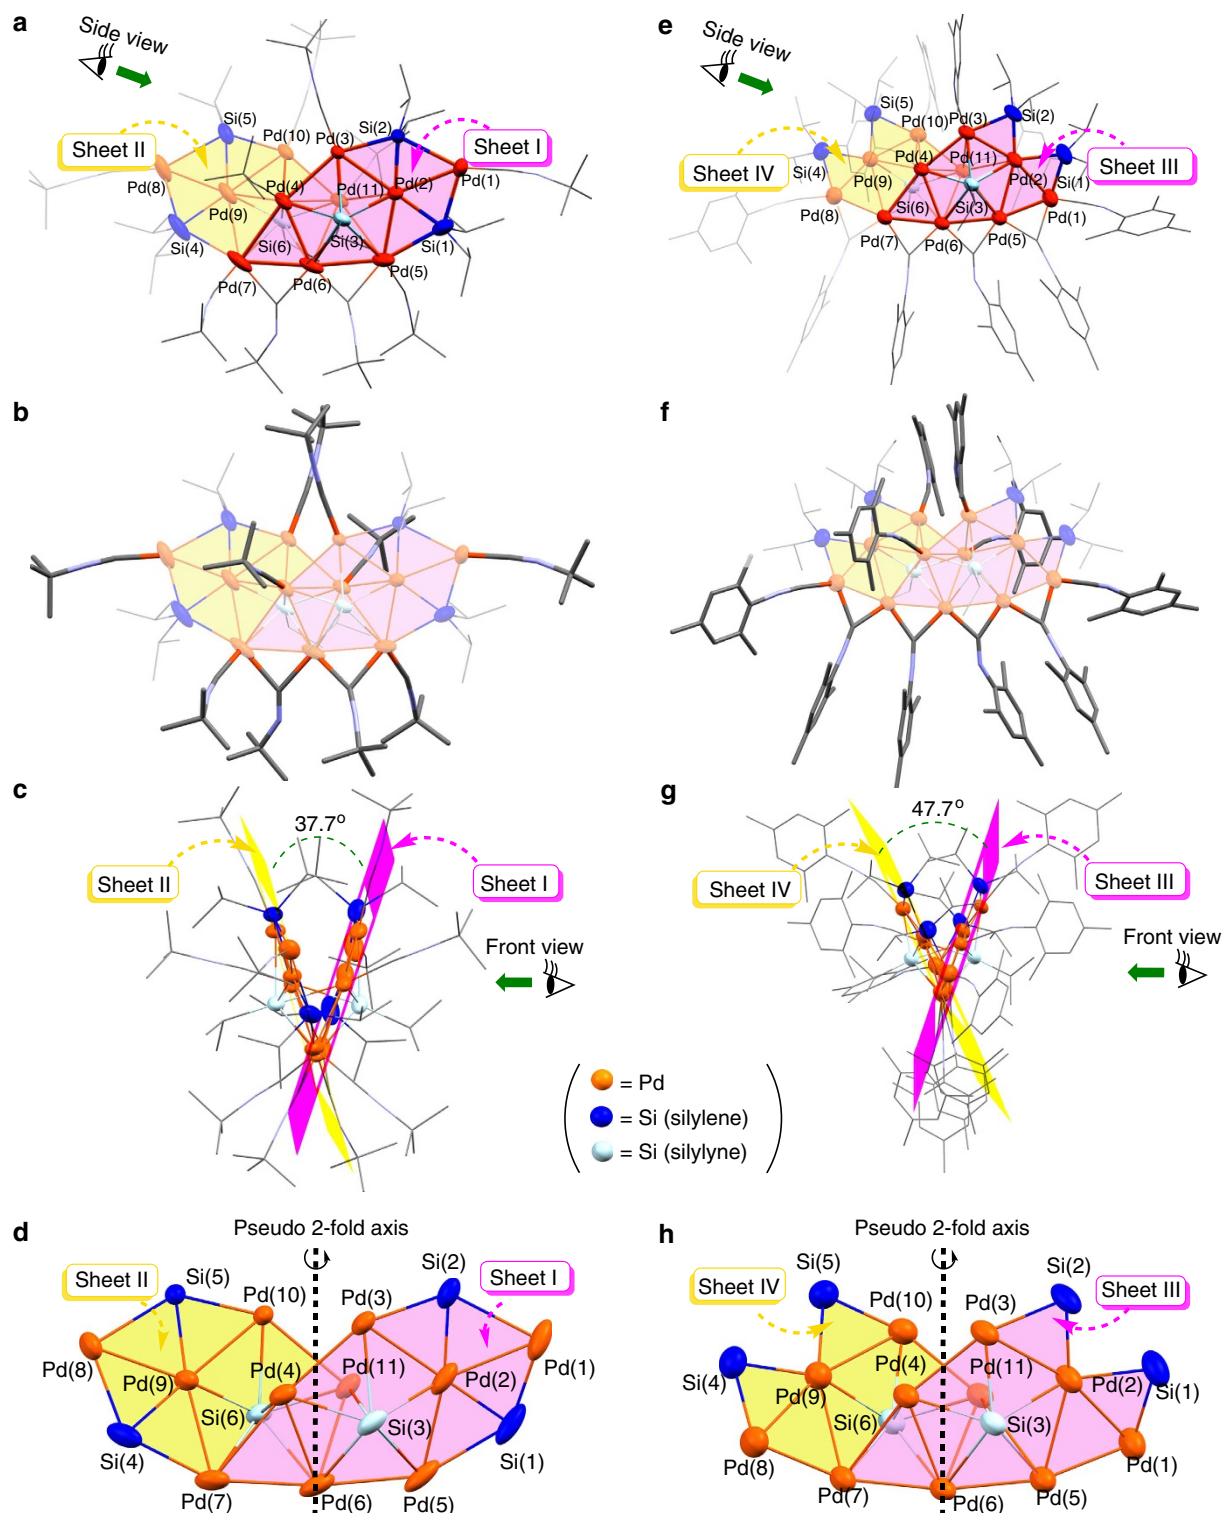 a
Side view
Si(5)
Pd(10)
Pd(3)
Si(2)
Sheet II
Sheet I
Pd(8)
Pd(4)
Pd(11)
Pd(2)
Pd(1)
Pd(9)
Si(4)
Si(6)
Si(3)
Si(1)
Pd(7)
Pd(6)
Pd(5)
e
Side view
Si(5)
Pd(10)
Pd(3)
Si(2)
Sheet IV
Sheet III
Pd(4)
Pd(11)
Si(4)
Pd(9)
Pd(2)
Si(1)
Pd(8)
Si(6)
Si(3)
Pd(1)
Pd(7)
Pd(6)
Pd(5)
b
f
c
37.7o
Sheet II
Sheet I
Front view
g
47.7o
Sheet IV
Sheet III
Front view
= Pd
= Si (silylene)
= Si (silylyne)
d
Pseudo 2-fold axis
Sheet II
Si(5)
Pd(10)
Pd(3)
Si(2)
Sheet I
Pd(8)
Pd(9)
Pd(4)
Pd(11)
Pd(2)
Pd(1)
Si(6)
Si(3)
Si(4)
Si(1)
Pd(7)
Pd(6)
Pd(5)
h
Pseudo 2-fold axis
Si(5)
Sheet IV
Pd(10)
Pd(3)
Si(2)
Sheet III
Si(4)
Pd(9)
Pd(4)
Pd(11)
Pd(2)
Si(1)
Si(6)
Si(3)
Pd(8)
Pd(1)
Pd(7)
Pd(6)
Pd(5)